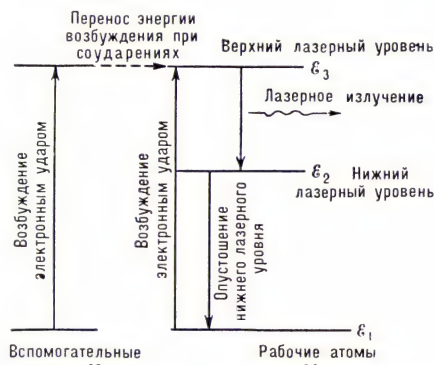 Перенос энергии
возбуждения при
соударениях
Верхний лазерный уровень
ℰ3
Лазерное излучение
Возбуждение
электронным ударом
Возбуждение
электронным ударом
ℰ2 Нижний
лазерный уровень
Опустошение
нижнего лазерного
уровня
ℰ1
Вспомогательные
Рабочие атомы